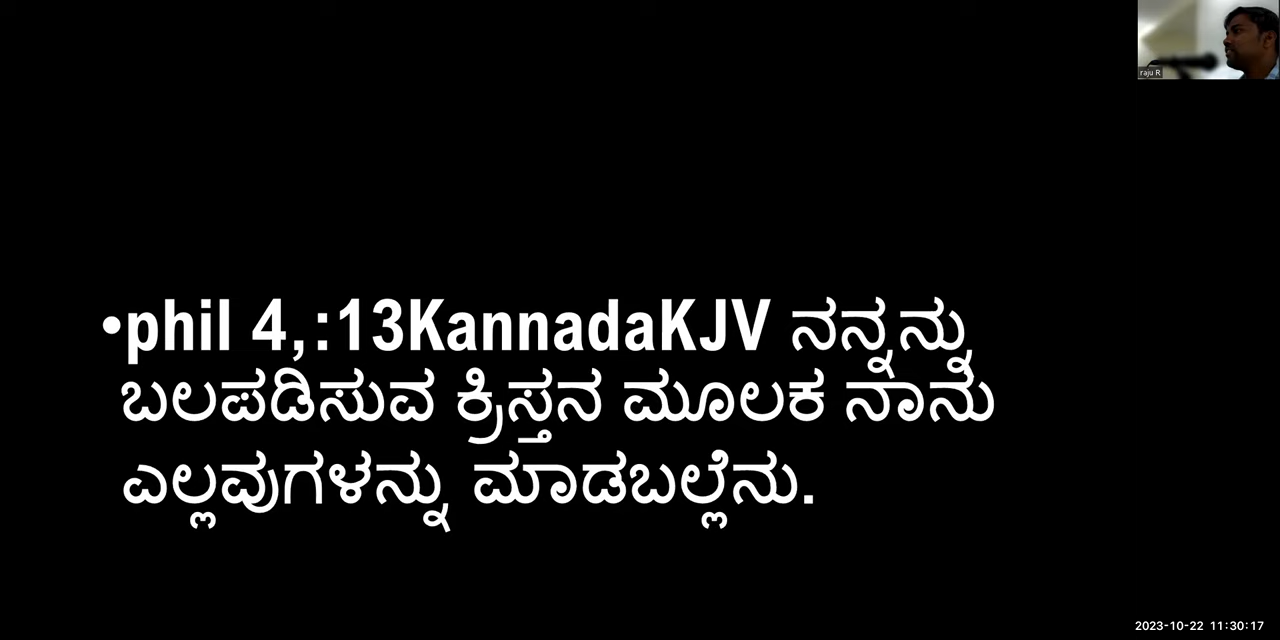 raju R
•phil 4,:13KannadaKJV ನನ್ನನ್ನು
ಬಲಪಡಿಸುವ ಕ್ರಿಸ್ತನ ಮೂಲಕ ನಾನು
ಎಲ್ಲವುಗಳನ್ನು ಮಾಡಬಲ್ಲೆನು.
2023-10-22 11:30:17